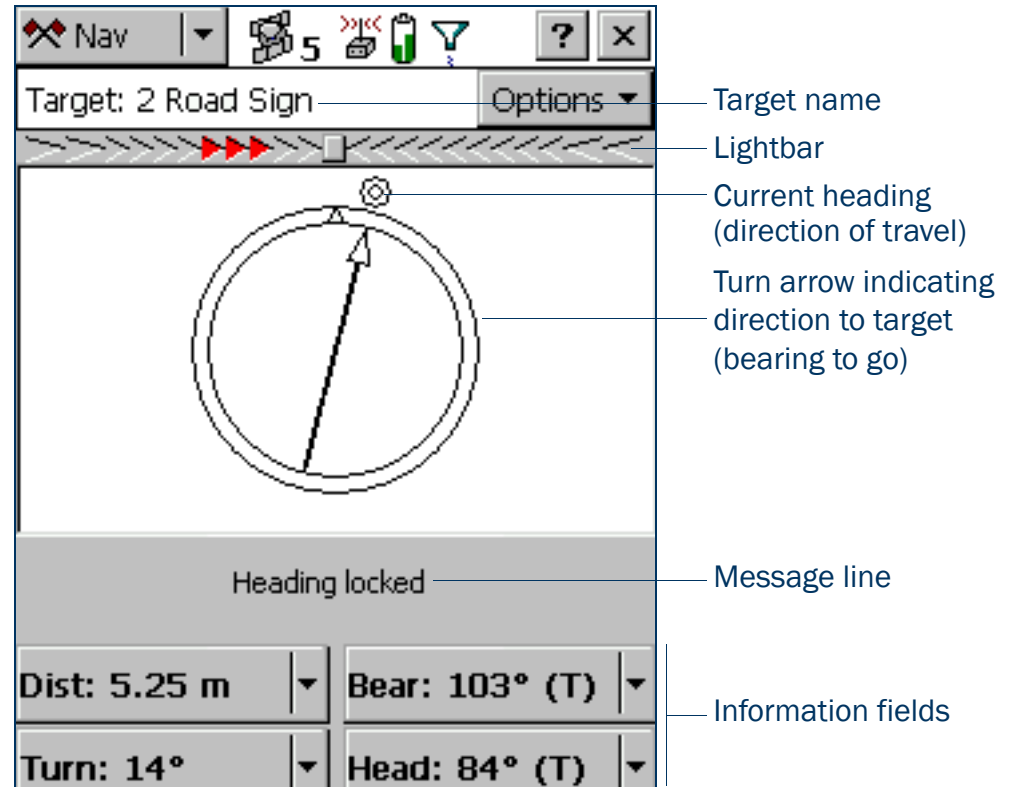 Nav
5
?
×
Target: 2 Road Sign
Options
Target name
Lightbar
Current heading
(direction of travel)
Turn arrow indicating
direction to target
(bearing to go)
Heading locked
Message line
Dist: 5.25 m
Bear: 103° (T)
Information fields
Turn: 14°
Head: 84° (T)